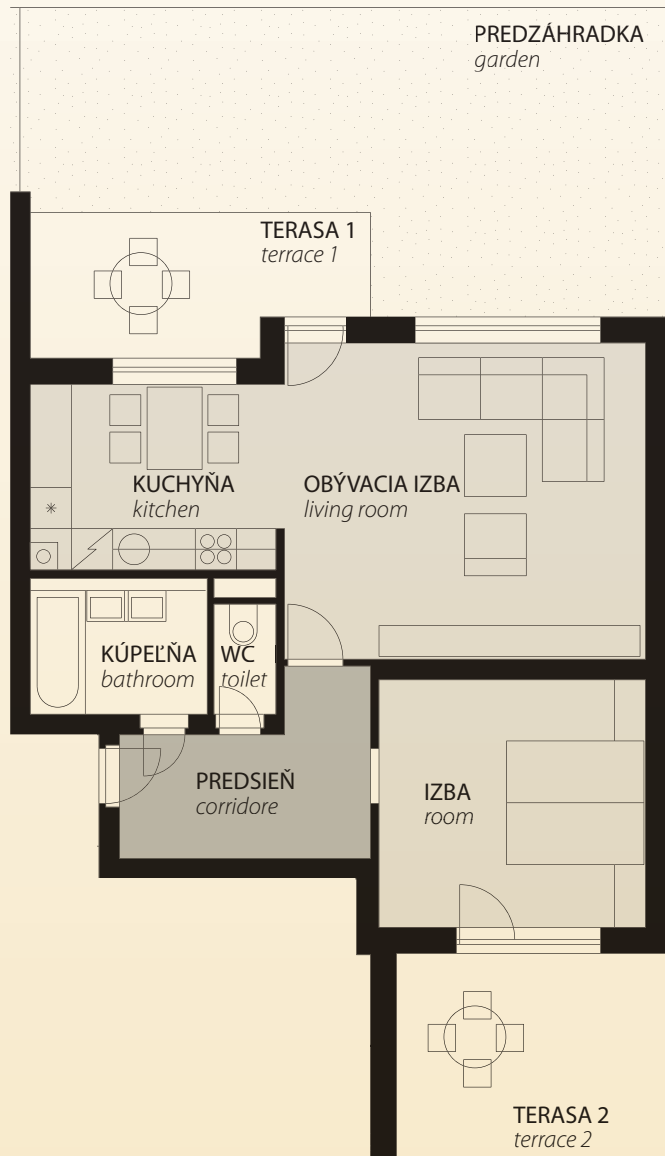 PREDZÁHRADKA
garden
TERASA 1
terrace 1
KUCHYŇA
kitchen
OBÝVACIA IZBA
living room
KÚPEĽŇA
bathroom
WC
toilet
PREDSIEŇ
corridore
IZBA
room
TERASA 2
terrace 2